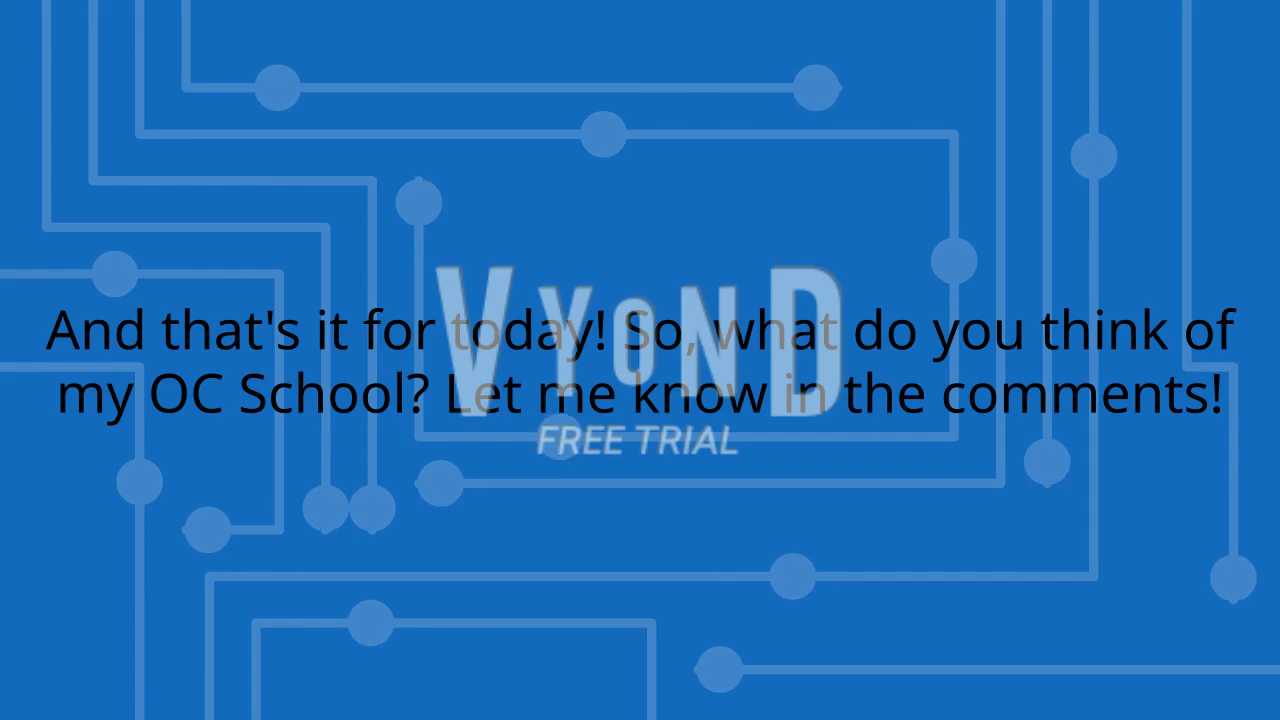 And that's it for today! So, what do you think of
my OC School? Let me know in the comments!
VYOND
FREE TRIAL